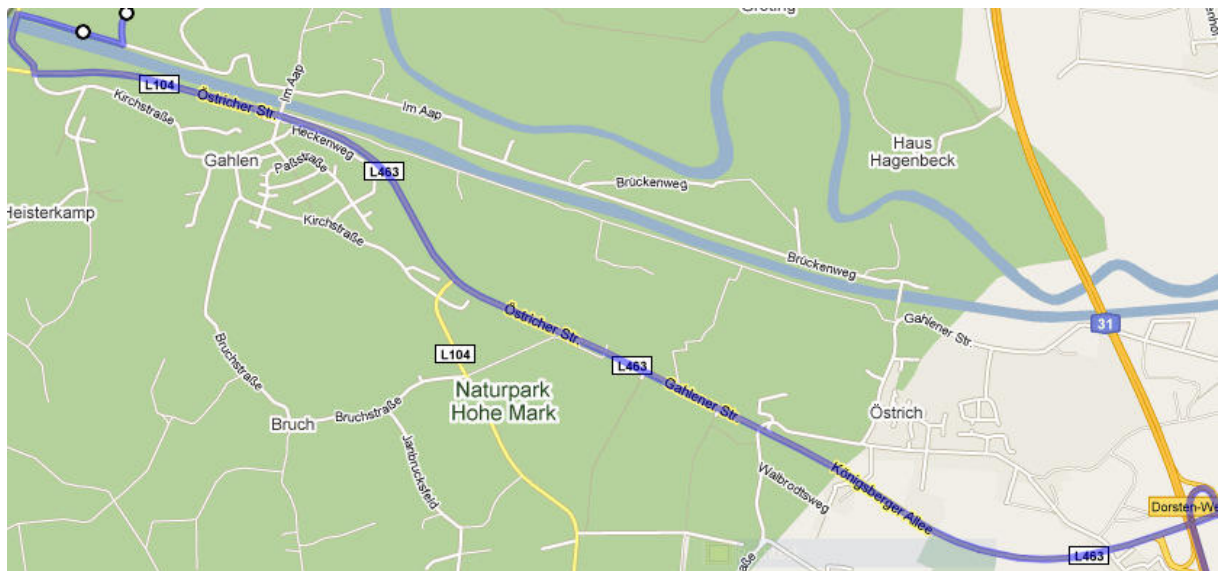 L104
Östricher Str.
Im Aap
Im Aap
Kirchstraße
Heckenweg
Gahlen
Paßstraße
L463
Haus
Hagenbeck
Brückenweg
Heisterkamp
Kirchstraße
Brückenweg
Gahlener Str.
31
Östricher Str.
L104
L463
Bruchstraße
Naturpark
Hohe Mark
Gahlener Str.
Östrich
Bruchstraße
Bruch
Janbrucksfeld
Walbrodtsweg
Königsberger Allee
Dorsten-We
L463